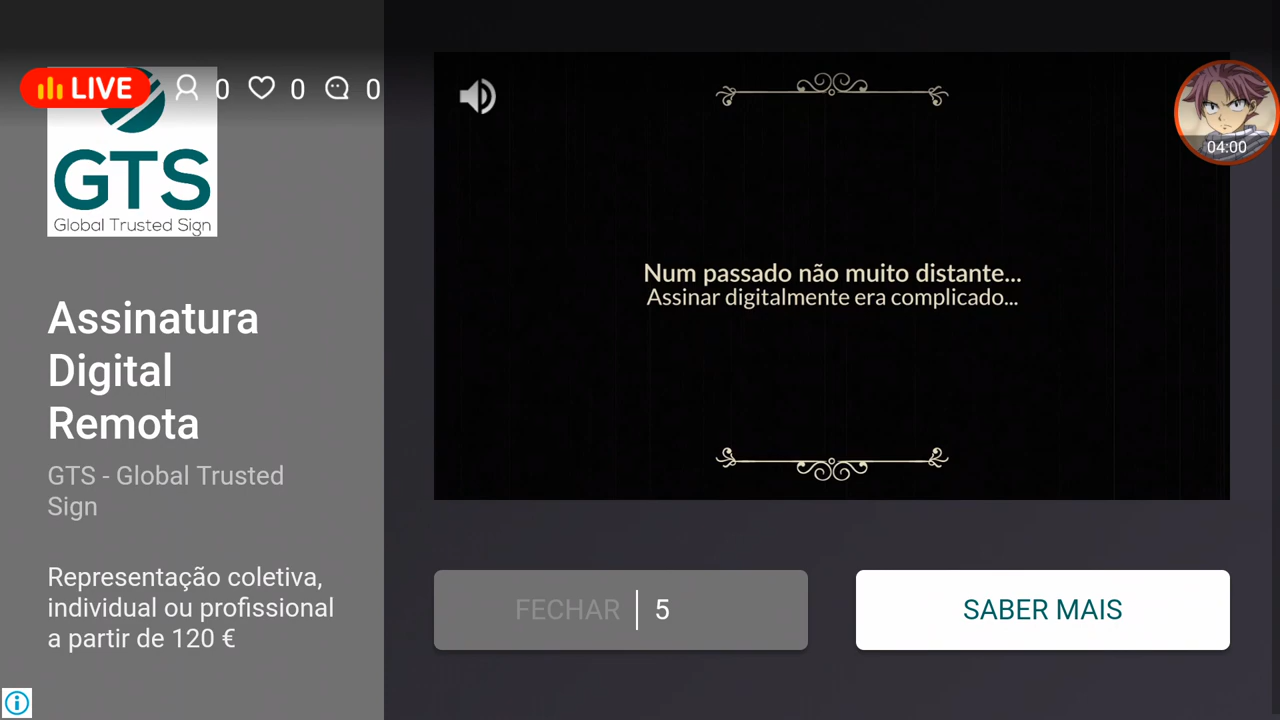 LIVE 0 0 0
GTS
Global Trusted Sign
Assinatura
Digital
Remota
GTS - Global Trusted
Sign
Representação coletiva,
individual ou profissional
a partir de 120 €
Num passado não muito distante...
Assinar digitalmente era complicado...
04:00
FECHAR 5
SABER MAIS